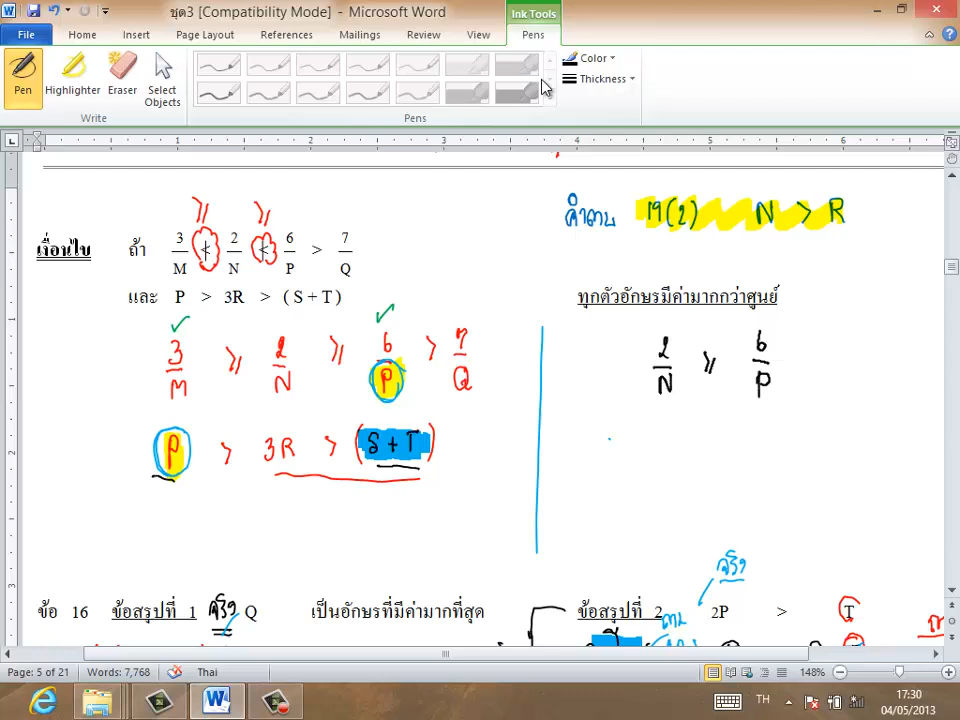 ชุด3 [Compatibility Mode] - Microsoft Word
Ink Tools
File Home Insert Page Layout References Mailings Review View Pens
Pen Highlighter Eraser Select Objects
Color
Thickness
Write
Pens
1 2 3 4 5 6
คำถาม ๒(2) N > R
⩾ ⩾
เงื่อนไข ถ้า 3/M < 2/N < 6/P > 7/Q
และ P > 3R > ( S + T )
ทุกตัวอักษรมีค่ามากกว่าศูนย์
✓ ✓
3/M ⩾ 2/N ⩾ 6/P > 7/Q
2/N ⩾ 6/P
P > 3R > (S + T)
จริง
ข้อ 16 ข้อสรุปที่ 1 จริง Q เป็นอักษรที่มีค่ามากที่สุด ข้อสรุปที่ 2 2P > T
Page: 5 of 21 Words: 7,768 Thai 148%
TH 17:30
04/05/2013